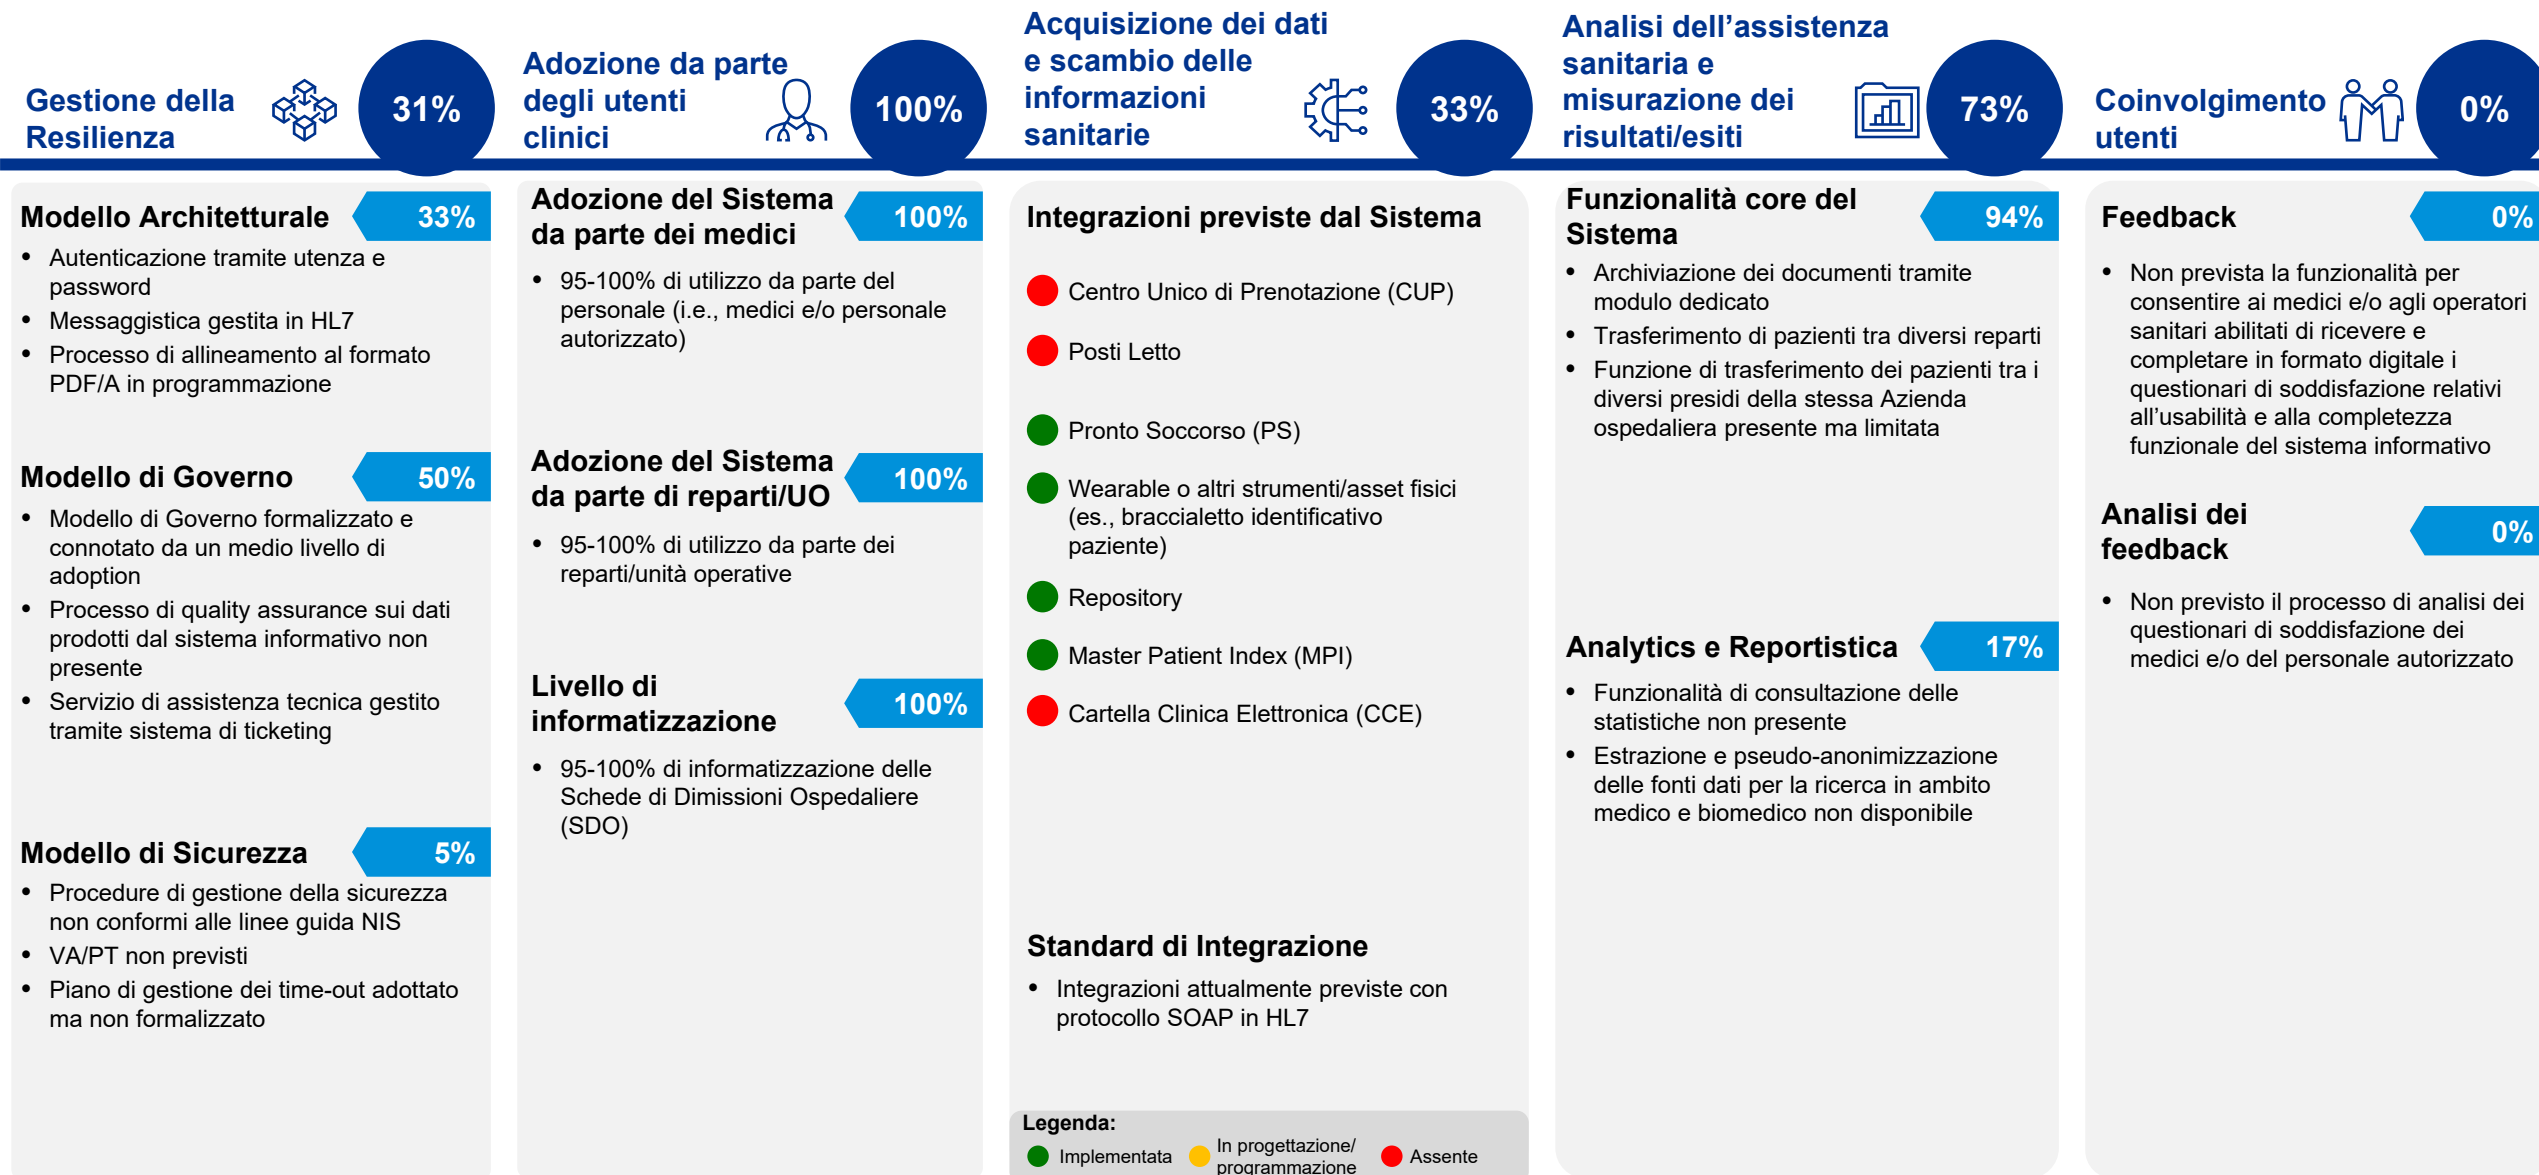 Gestione della
Resilienza
31%
Adozione da parte
degli utenti
clinici
100%
Acquisizione dei dati
e scambio delle
informazioni
sanitarie
33%
Analisi dell’assistenza
sanitaria e
misurazione dei
risultati/esiti
73%
Coinvolgimento
utenti
0%
Modello Architetturale
33%
• Autenticazione tramite utenza e
password
• Messaggistica gestita in HL7
• Processo di allineamento al formato
PDF/A in programmazione
Modello di Governo
50%
• Modello di Governo formalizzato e
connotato da un medio livello di
adoption
• Processo di quality assurance sui dati
prodotti dal sistema informativo non
presente
• Servizio di assistenza tecnica gestito
tramite sistema di ticketing
Modello di Sicurezza
5%
• Procedure di gestione della sicurezza
non conformi alle linee guida NIS
• VA/PT non previsti
• Piano di gestione dei time-out adottato
ma non formalizzato
Adozione del Sistema
da parte dei medici
100%
• 95-100% di utilizzo da parte del
personale (i.e., medici e/o personale
autorizzato)
Adozione del Sistema
da parte di reparti/UO
100%
• 95-100% di utilizzo da parte dei
reparti/unità operative
Livello di
informatizzazione
100%
• 95-100% di informatizzazione delle
Schede di Dimissioni Ospedaliere
(SDO)
Integrazioni previste dal Sistema
Centro Unico di Prenotazione (CUP)
Posti Letto
Pronto Soccorso (PS)
Wearable o altri strumenti/asset fisici
(es., braccialetto identificativo
paziente)
Repository
Master Patient Index (MPI)
Cartella Clinica Elettronica (CCE)
Standard di Integrazione
• Integrazioni attualmente previste con
protocollo SOAP in HL7
Legenda:
Implementata
In progettazione/
programmazione
Assente
Funzionalità core del
Sistema
94%
• Archiviazione dei documenti tramite
modulo dedicato
• Trasferimento di pazienti tra diversi reparti
• Funzione di trasferimento dei pazienti tra i
diversi presidi della stessa Azienda
ospedaliera presente ma limitata
Analytics e Reportistica
17%
• Funzionalità di consultazione delle
statistiche non presente
• Estrazione e pseudo-anonimizzazione
delle fonti dati per la ricerca in ambito
medico e biomedico non disponibile
Feedback
0%
• Non prevista la funzionalità per
consentire ai medici e/o agli operatori
sanitari abilitati di ricevere e
completare in formato digitale i
questionari di soddisfazione relativi
all’usabilità e alla completezza
funzionale del sistema informativo
Analisi dei
feedback
0%
• Non previsto il processo di analisi dei
questionari di soddisfazione dei
medici e/o del personale autorizzato